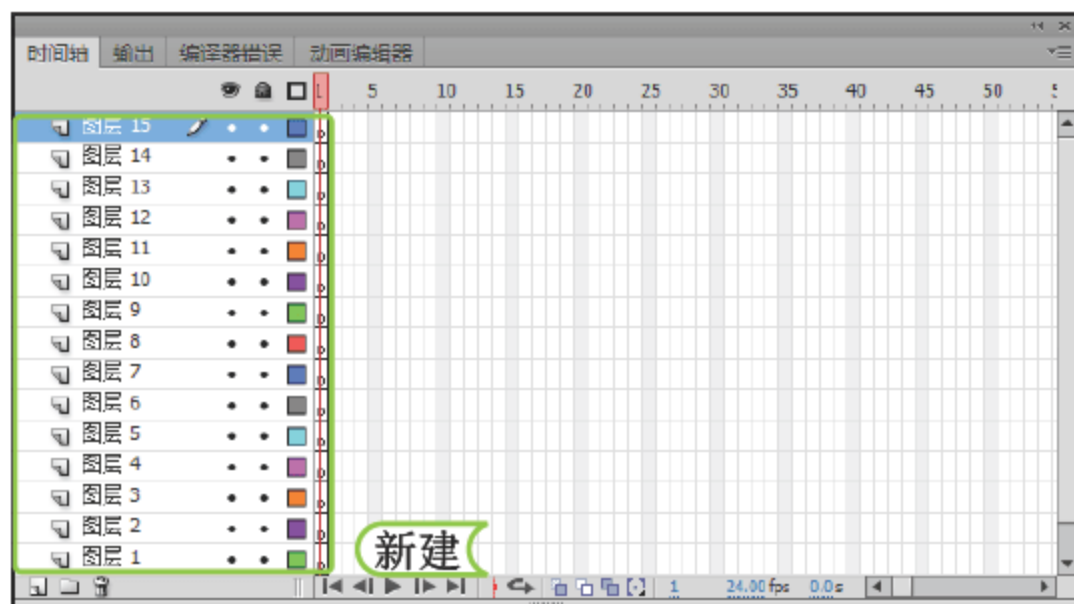 时间轴 输出 编译器错误 动画编辑器
1 5 10 15 20 25 30 35 40 45 50
图层 15
图层 14
图层 13
图层 12
图层 11
图层 10
图层 9
图层 8
图层 7
图层 6
图层 5
图层 4
图层 3
图层 2
图层 1
新建
1 24.00 fps 0.0s